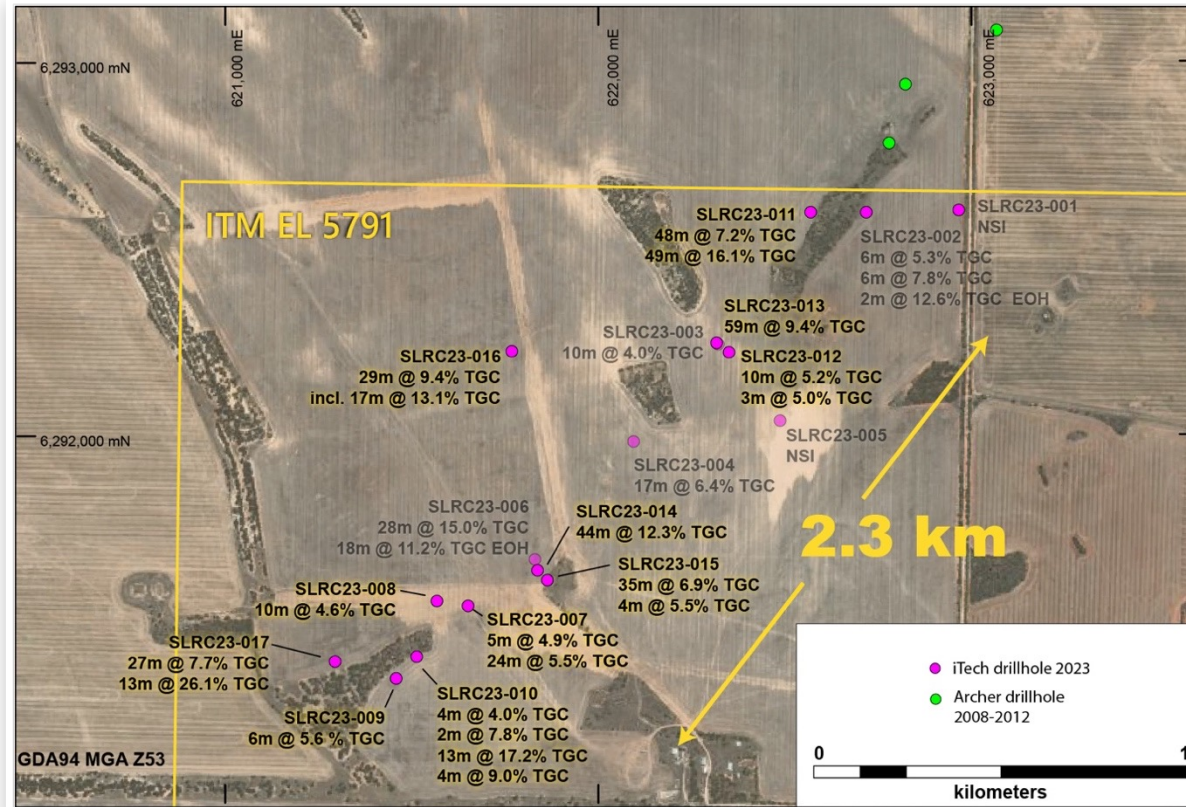 621,000 mE
622,000 mE
623,000 mE
6,293,000 mN
ITM EL 5791
SLRC23-011
48m @ 7.2% TGC
49m @ 16.1% TGC
SLRC23-001
NSI
SLRC23-002
6m @ 5.3% TGC
6m @ 7.8% TGC
2m @ 12.6% TGC EOH
SLRC23-013
59m @ 9.4% TGC
SLRC23-003
10m @ 4.0% TGC
SLRC23-012
10m @ 5.2% TGC
3m @ 5.0% TGC
SLRC23-016
29m @ 9.4% TGC
incl. 17m @ 13.1% TGC
6,292,000 mN
SLRC23-005
NSI
SLRC23-004
17m @ 6.4% TGC
SLRC23-006
28m @ 15.0% TGC
18m @ 11.2% TGC EOH
SLRC23-014
44m @ 12.3% TGC
2.3 km
SLRC23-015
35m @ 6.9% TGC
4m @ 5.5% TGC
SLRC23-008
10m @ 4.6% TGC
SLRC23-007
5m @ 4.9% TGC
24m @ 5.5% TGC
SLRC23-017
27m @ 7.7% TGC
13m @ 26.1% TGC
SLRC23-010
4m @ 4.0% TGC
2m @ 7.8% TGC
13m @ 17.2% TGC
4m @ 9.0% TGC
SLRC23-009
6m @ 5.6 % TGC
GDA94 MGA Z53
iTech drillhole 2023
Archer drillhole
2008-2012
0 1
kilometers